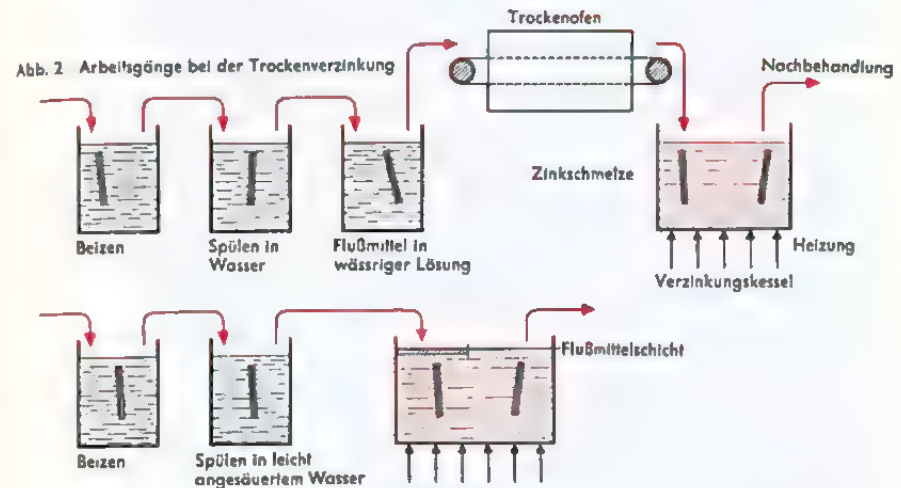 Trockenofen
Abb. 2 Arbeitsgänge bei der Trockenverzinkung
Nachbehandlung
Zinkschmelze
Beizen
Spülen in
Wasser
Flußmittel in
wässriger Lösung
Heizung
Verzinkungskessel
Flußmittelschicht
Beizen
Spülen in leicht
angesäuertem Wasser